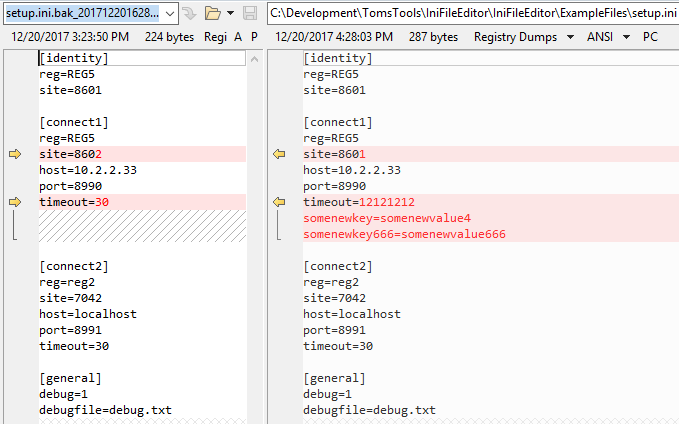 setup.ini.bak_201712201628...
12/20/2017 3:23:50 PM 224 bytes Regi A P
[identity]
reg=REG5
site=8601

[connect1]
reg=REG5
site=8602
host=10.2.2.33
port=8990
timeout=30

[connect2]
reg=reg2
site=7042
host=localhost
port=8991
timeout=30

[general]
debug=1
debugfile=debug.txt

C:\Development\TomsTools\IniFileEditor\IniFileEditor\ExampleFiles\setup.ini
12/20/2017 4:28:03 PM 287 bytes Registry Dumps ANSI PC
[identity]
reg=REG5
site=8601

[connect1]
reg=REG5
site=8601
host=10.2.2.33
port=8990
timeout=12121212
somenewkey=somenewvalue4
somenewkey666=somenewvalue666

[connect2]
reg=reg2
site=7042
host=localhost
port=8991
timeout=30

[general]
debug=1
debugfile=debug.txt